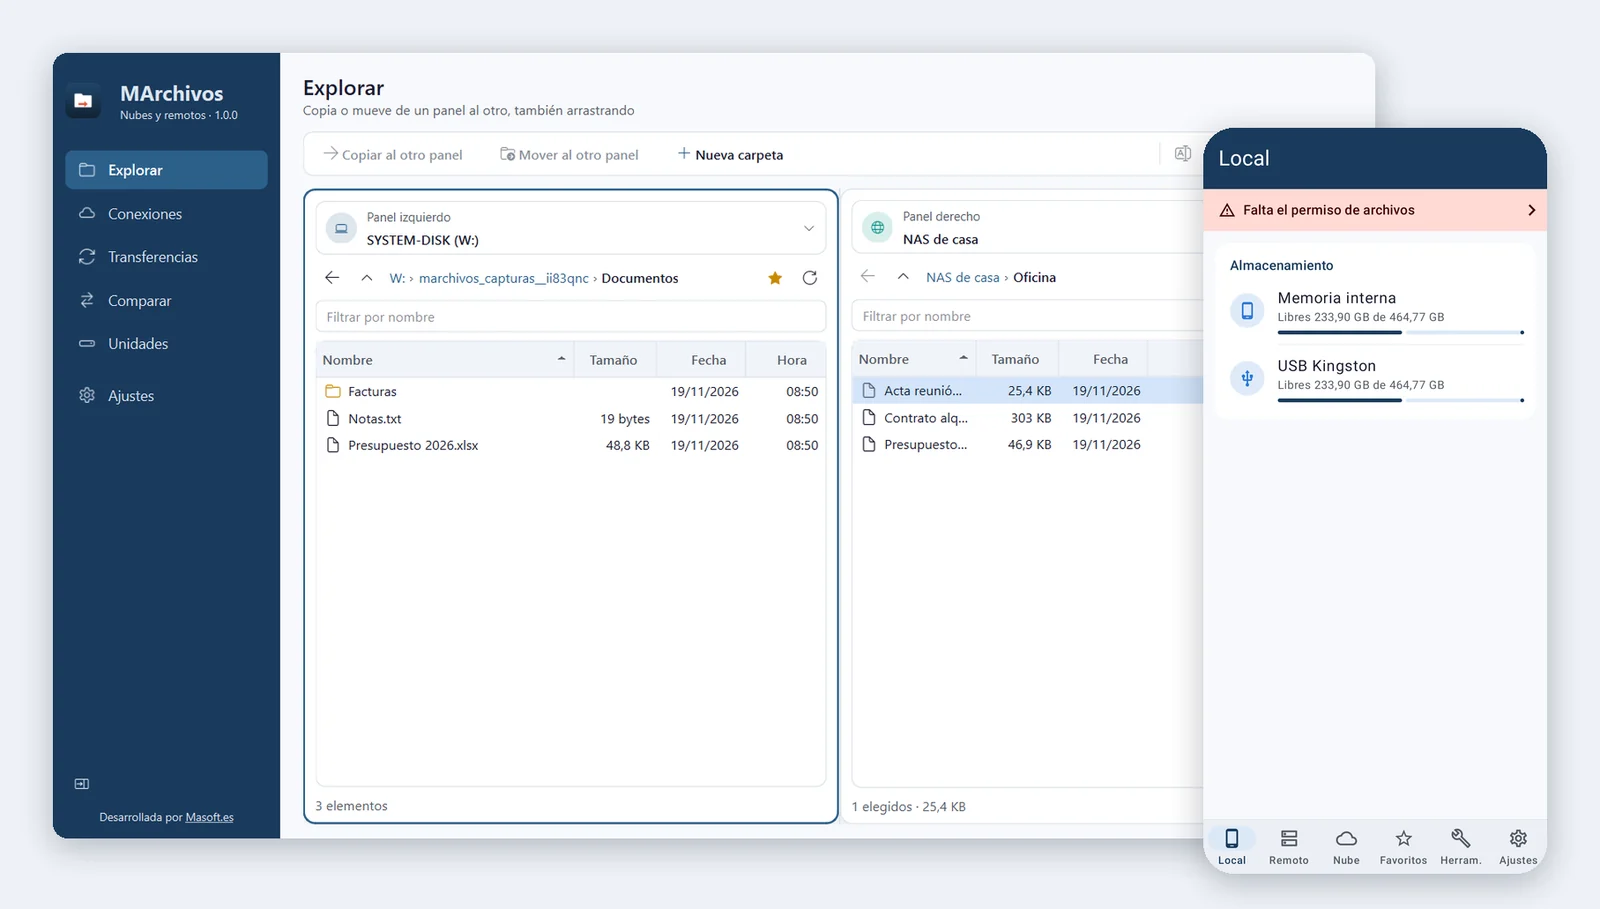 MArchivos
Nubes y remotos · 1.0.0
Explorar
Conexiones
Transferencias
Comparar
Unidades
Ajustes
Desarrollada por Masoft.es
Explorar
Copia o mueve de un panel al otro, también arrastrando
Copiar al otro panel
Mover al otro panel
Nueva carpeta
Panel izquierdo
SYSTEM-DISK (W:)
W: › marchivos_capturas__ii83qnc › Documentos
Filtrar por nombre
Nombre Tamaño Fecha Hora
Facturas 19/11/2026 08:50
Notas.txt 19 bytes 19/11/2026 08:50
Presupuesto 2026.xlsx 48,8 KB 19/11/2026 08:50
3 elementos
Panel derecho
NAS de casa
NAS de casa › Oficina
Filtrar por nombre
Nombre Tamaño Fecha
Acta reunió... 25,4 KB 19/11/2026
Contrato alq... 303 KB 19/11/2026
Presupuesto... 46,9 KB 19/11/2026
1 elegidos · 25,4 KB
Local
Falta el permiso de archivos
Almacenamiento
Memoria interna
Libres 233,90 GB de 464,77 GB
USB Kingston
Libres 233,90 GB de 464,77 GB
Local
Remoto
Nube
Favoritos
Herram.
Ajustes